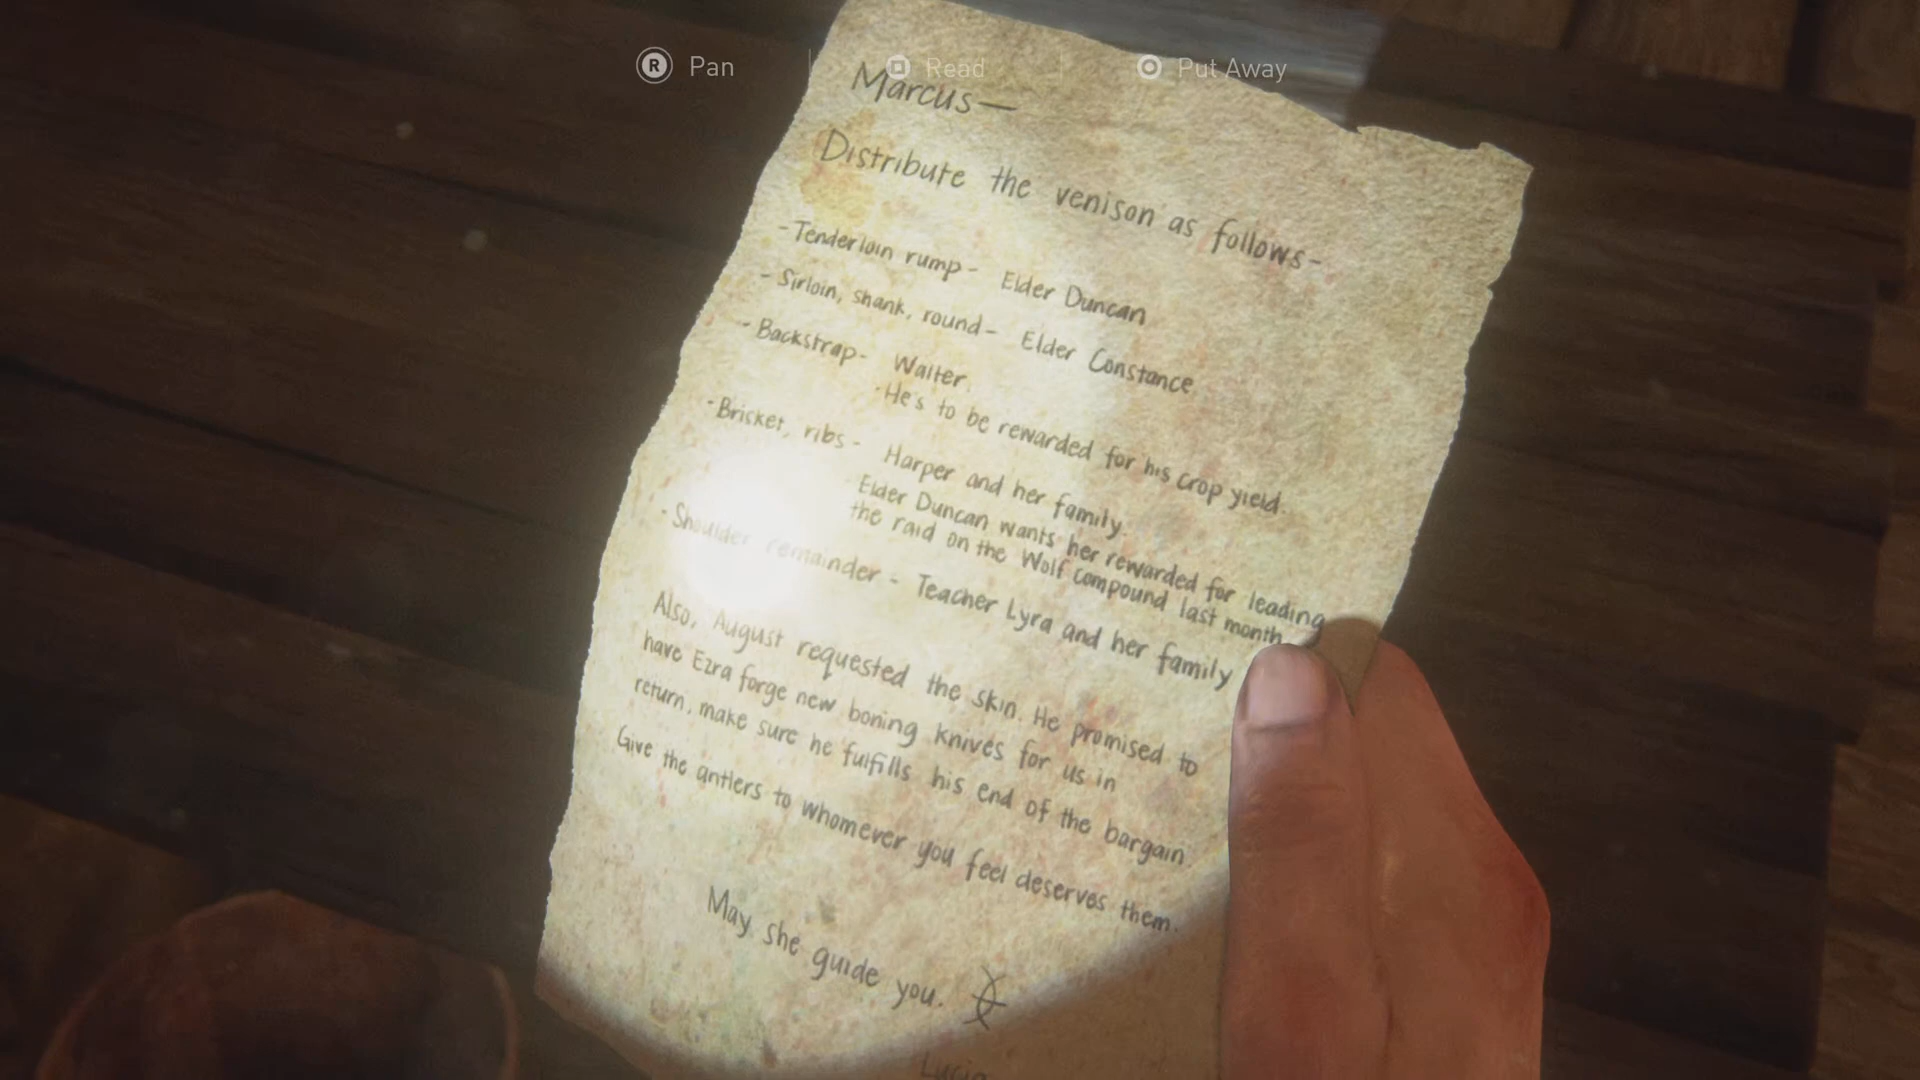 R Pan
Read
Put Away
Marcus—
Distribute the venison as follows-
-Tenderloin rump- Elder Duncan
- Sirloin, shank, round- Elder Constance.
- Backstrap- Walter.
·He's to be rewarded for his crop yield.
- Brisket, ribs- Harper and her family.
Elder Duncan wants her rewarded for leading
the raid on the Wolf compound last month.
- Shoulder remainder- Teacher Lyra and her family
Also, August requested the skin. He promised to
have Ezra forge new boning knives for us in
return, make sure he fulfills his end of the bargain.
Give the antlers to whomever you feel deserves them.
May she guide you.
Lucia